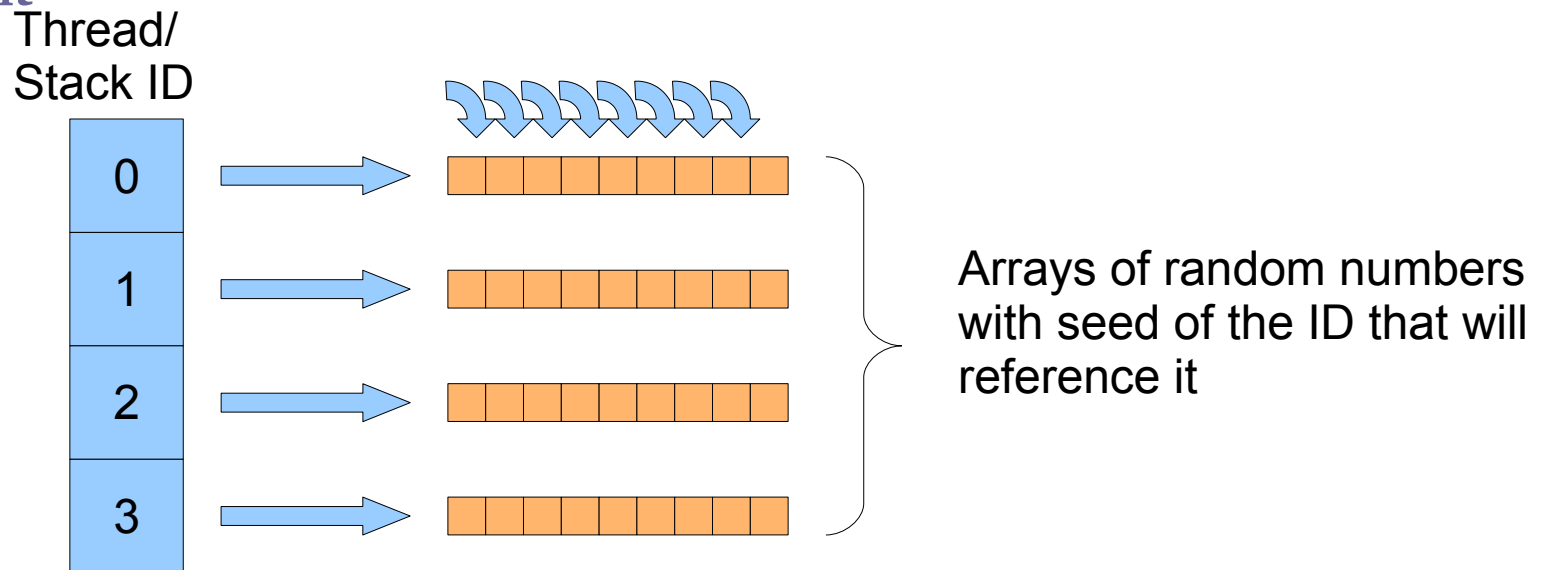 Thread/
Stack ID
0
1
2
3
Arrays of random numbers
with seed of the ID that will
reference it